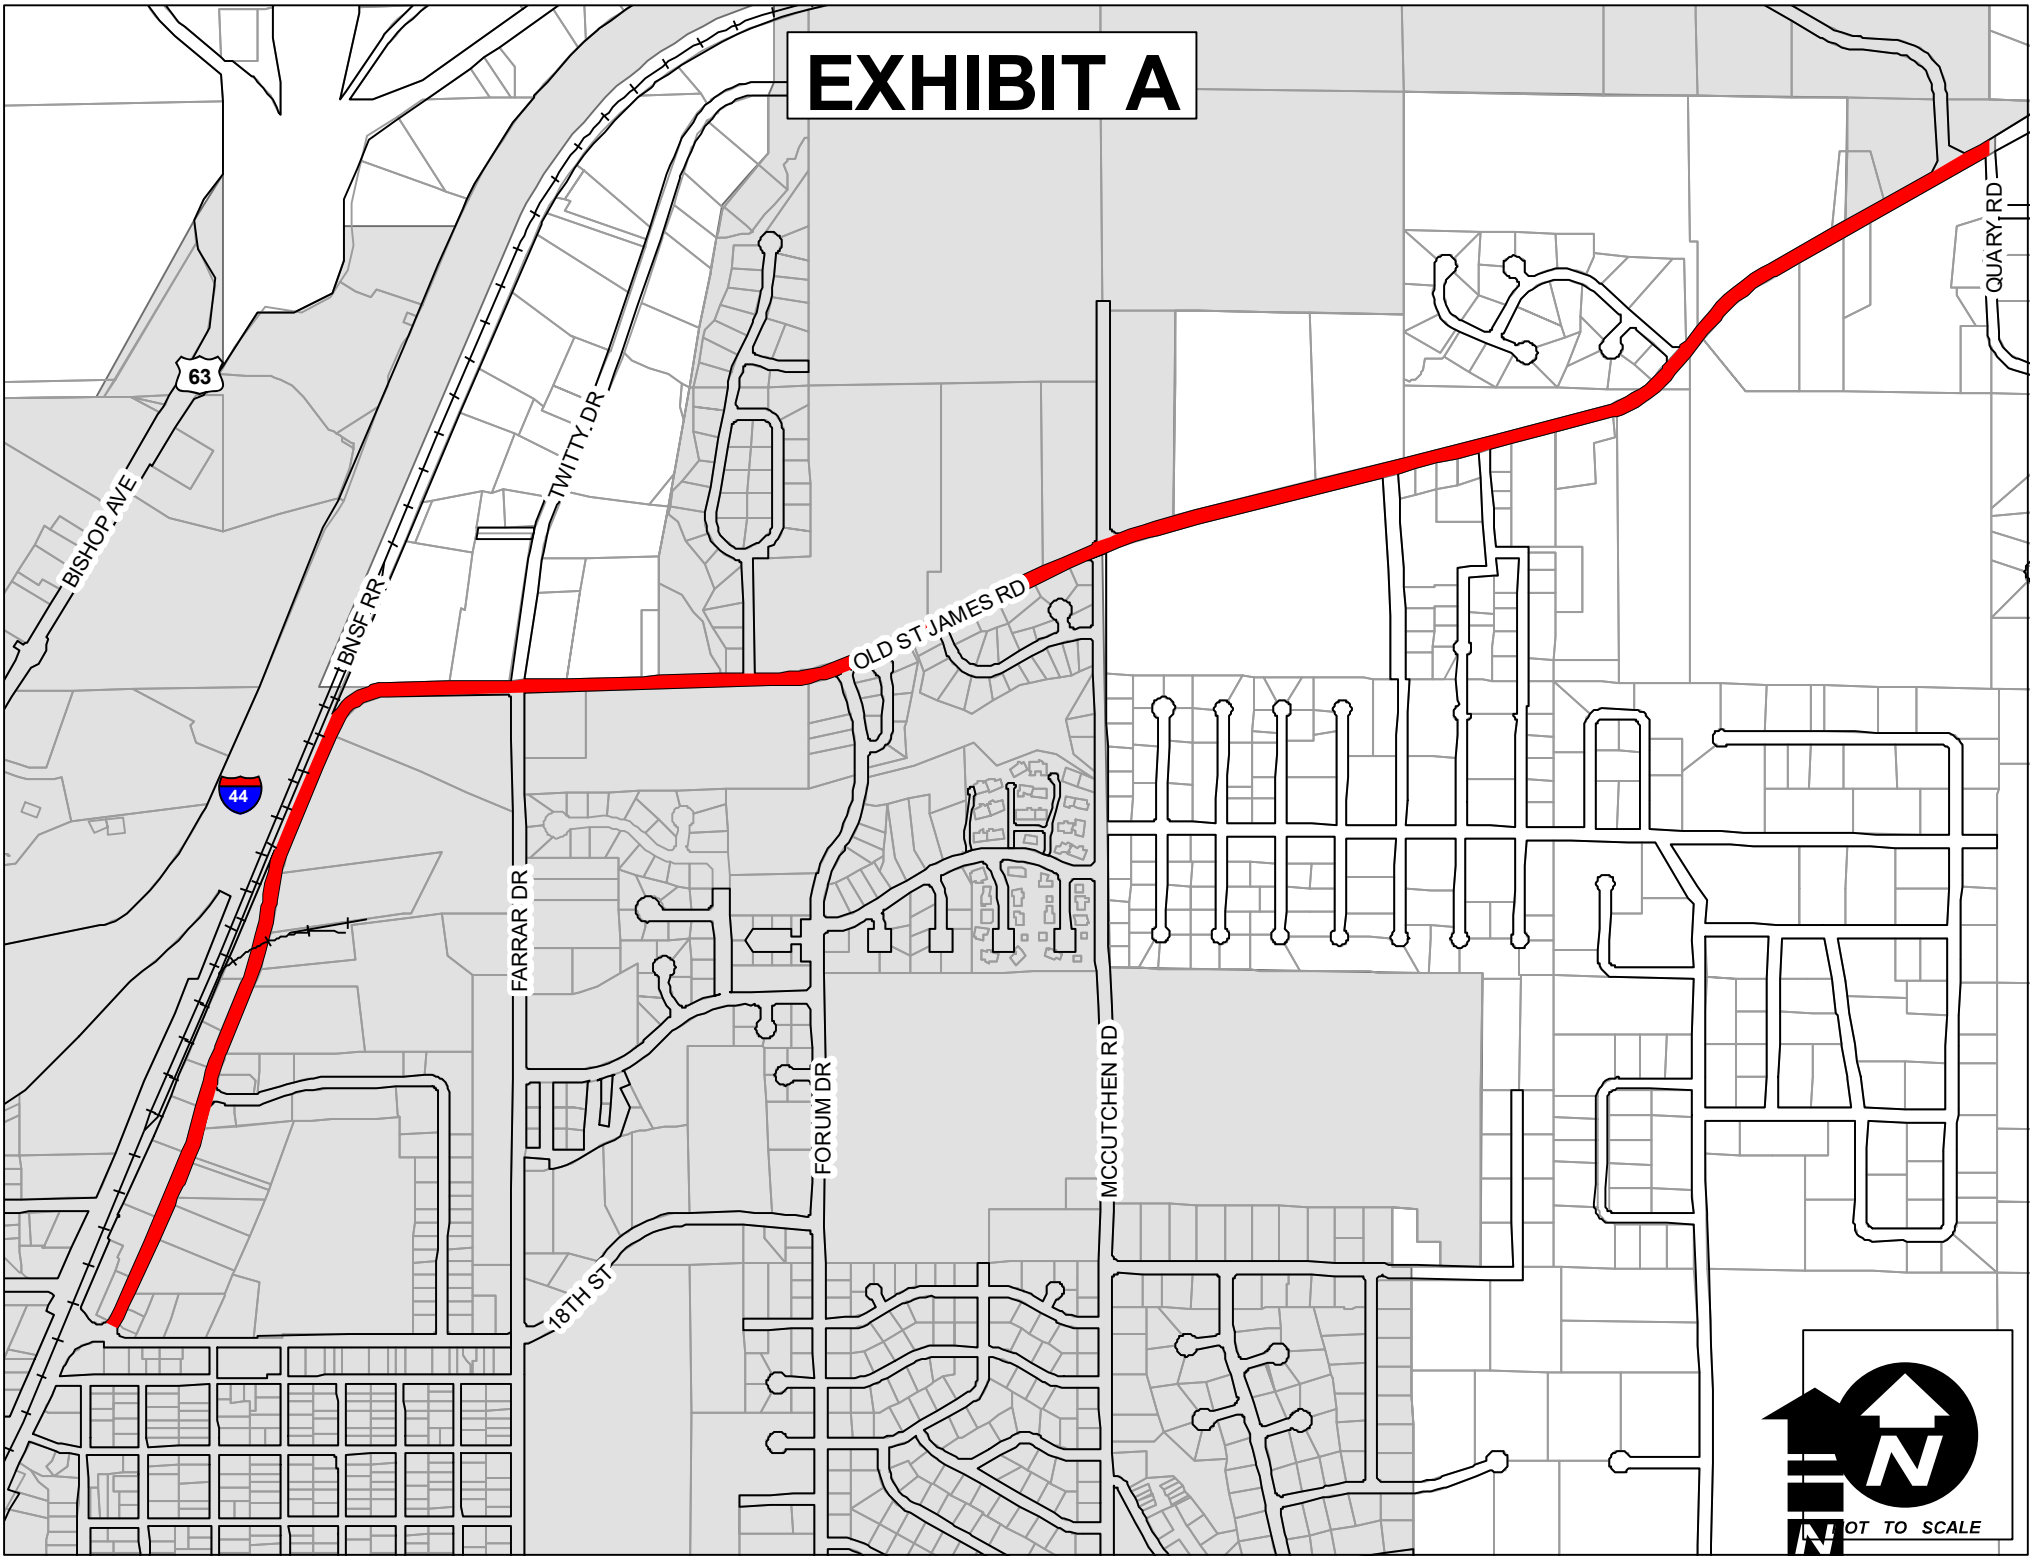 EXHIBIT A
QUARY RD
63
TWITTY DR
BISHOP AVE
BNSF RR
OLD ST JAMES RD
44
FARRAR DR
FORUM DR
MCCUTCHEN RD
18TH ST
N
N
OT TO SCALE